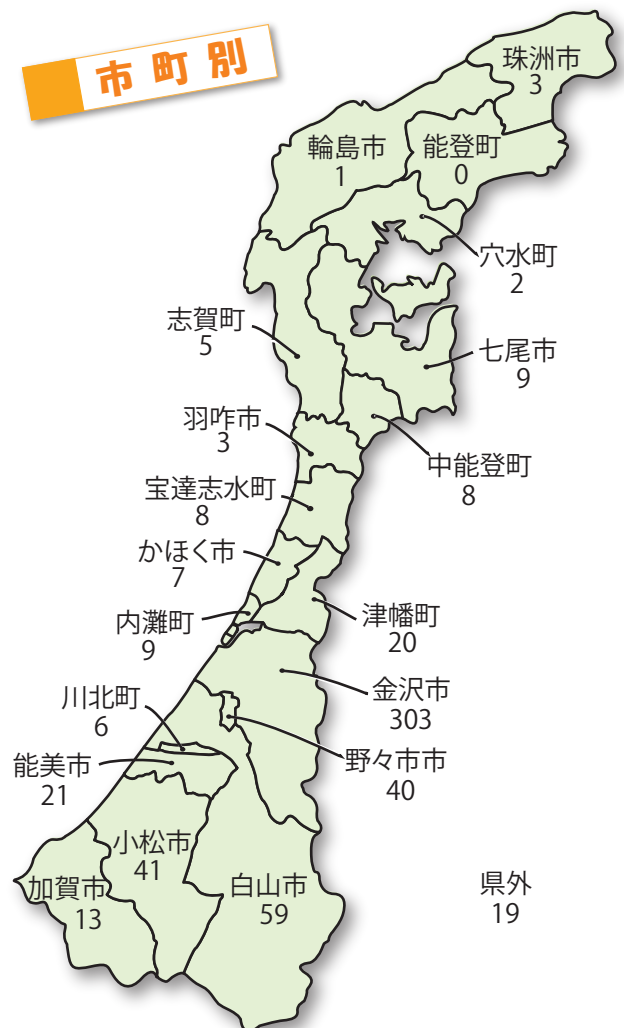 市町別
珠洲市
3
輪島市
1
能登町
0
穴水町
2
志賀町
5
七尾市
9
羽咋市
3
中能登町
8
宝達志水町
8
かほく市
7
内灘町
9
津幡町
20
金沢市
303
川北町
6
野々市市
40
能美市
21
小松市
41
加賀市
13
白山市
59
県外
19